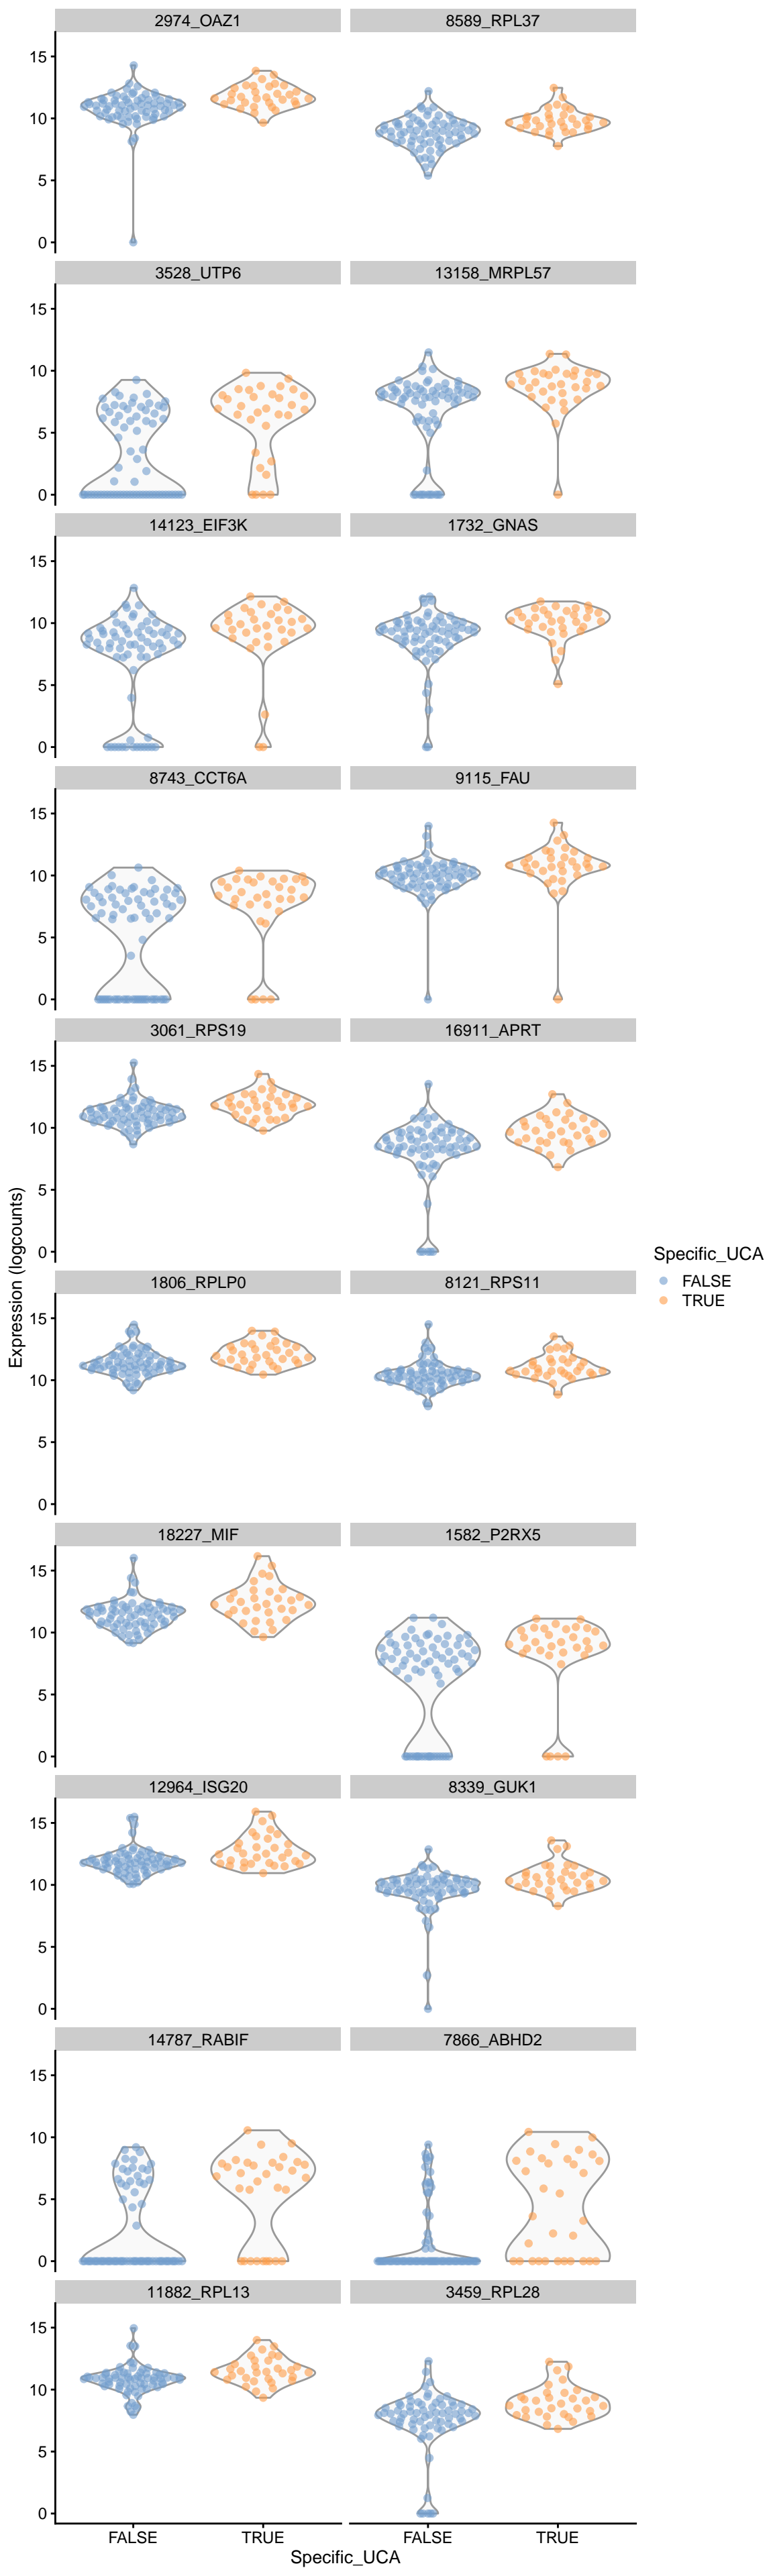 2974_OAZ1 8589_RPL37
15
10
5
0
3528_UTP6 13158_MRPL57
15
10
5
0
14123_EIF3K 1732_GNAS
15
10
5
0
8743_CCT6A 9115_FAU
15
10
5
0
3061_RPS19 16911_APRT
15
10
5
0
Expression (logcounts)
Specific_UCA
FALSE
TRUE
1806_RPLP0 8121_RPS11
15
10
5
0
18227_MIF 1582_P2RX5
15
10
5
0
12964_ISG20 8339_GUK1
15
10
5
0
14787_RABIF 7866_ABHD2
15
10
5
0
11882_RPL13 3459_RPL28
15
10
5
0
FALSE TRUE FALSE TRUE
Specific_UCA